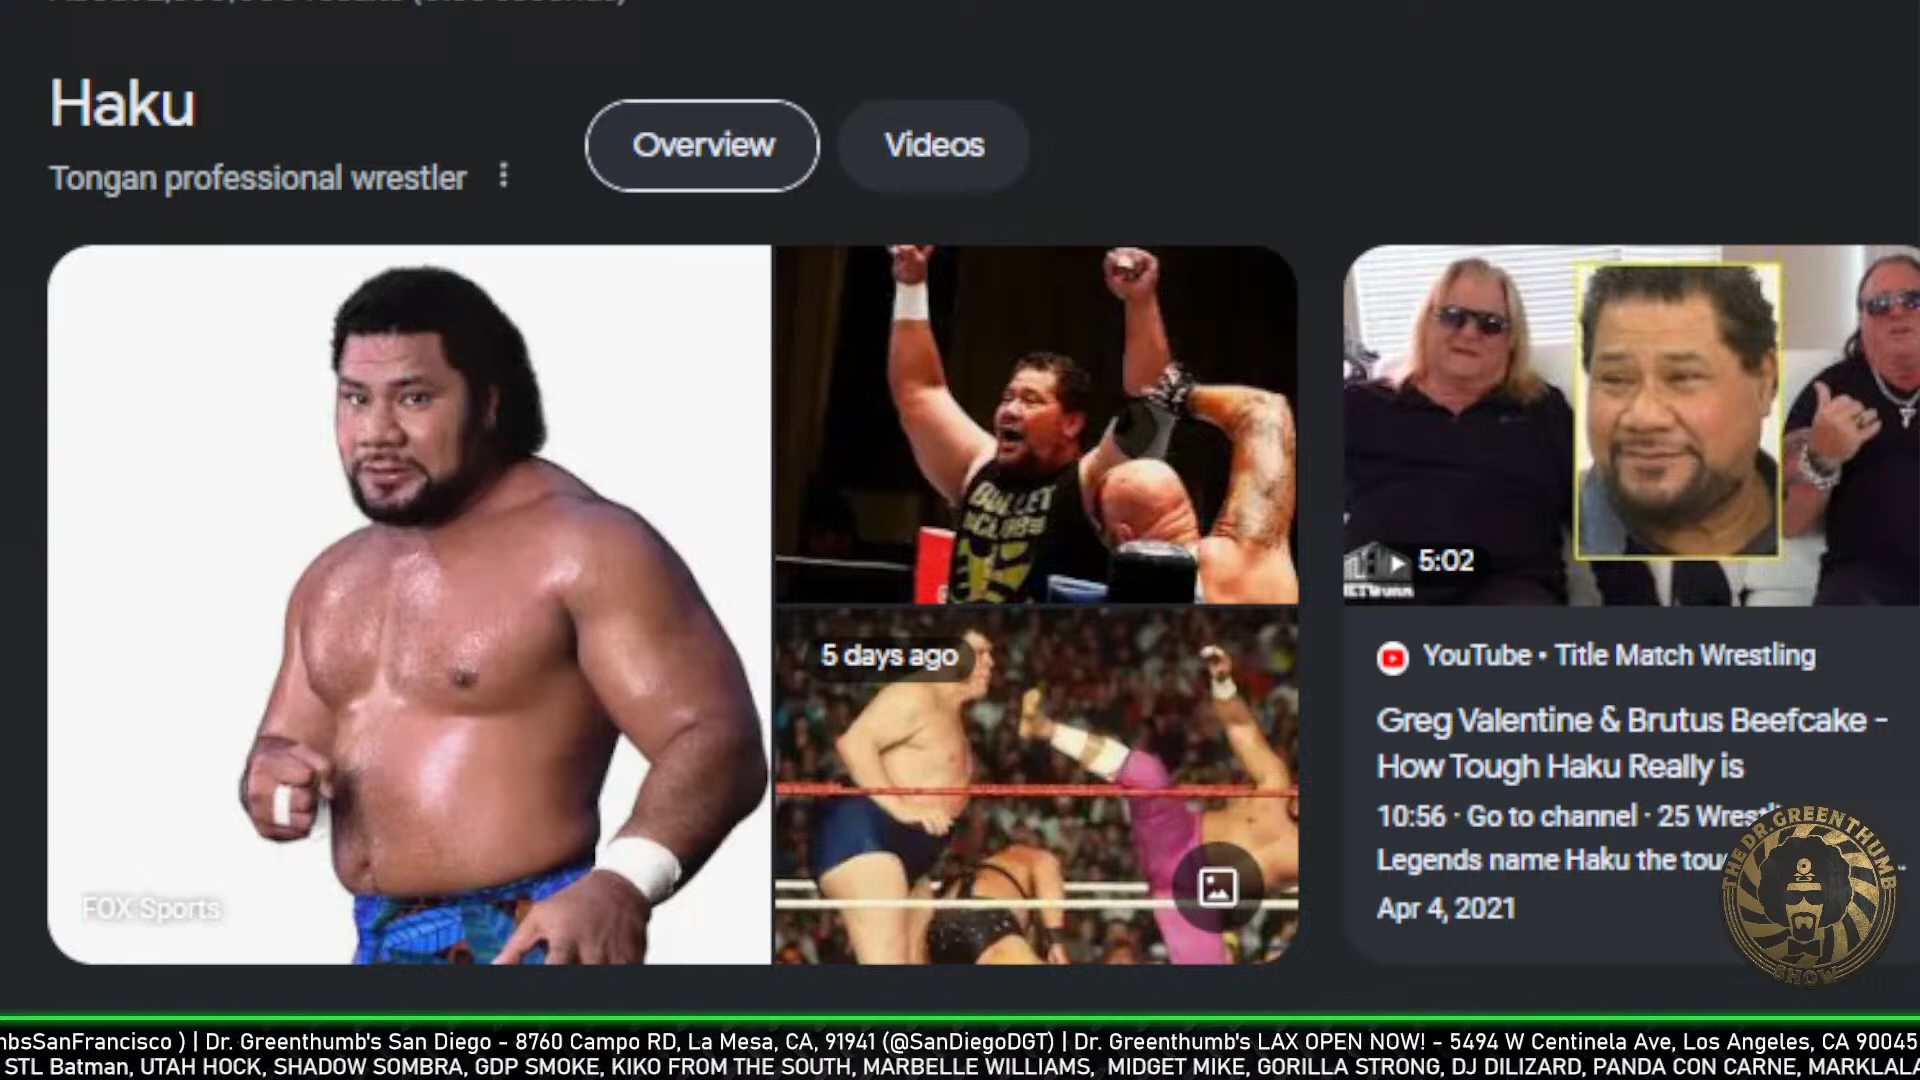 Haku
Overview
Videos
Tongan professional wrestler
BULLET
FOX Sports
5 days ago
5:02
YouTube • Title Match Wrestling
Greg Valentine & Brutus Beefcake -
How Tough Haku Really is
10:56 · Go to channel · 25
Legends name Haku the
Apr 4, 2021
THE DR. GREENTHUMB
SHOW
mbsSanFrancisco ) | Dr. Greenthumb's San Diego - 8760 Campo RD, La Mesa, CA, 91941 (@SanDiegoDGT) | Dr. Greenthumb's LAX OPEN NOW! - 5494 W Centinela Ave, Los Angeles, CA 90045
STL Batman, UTAH HOCK, SHADOW SOMBRA, GDP SMOKE, KIKO FROM THE SOUTH, MARBELLE WILLIAMS, MIDGET MIKE, GORILLA STRONG, DJ DILIZARD, PANDA CON CARNE, MARKLALA